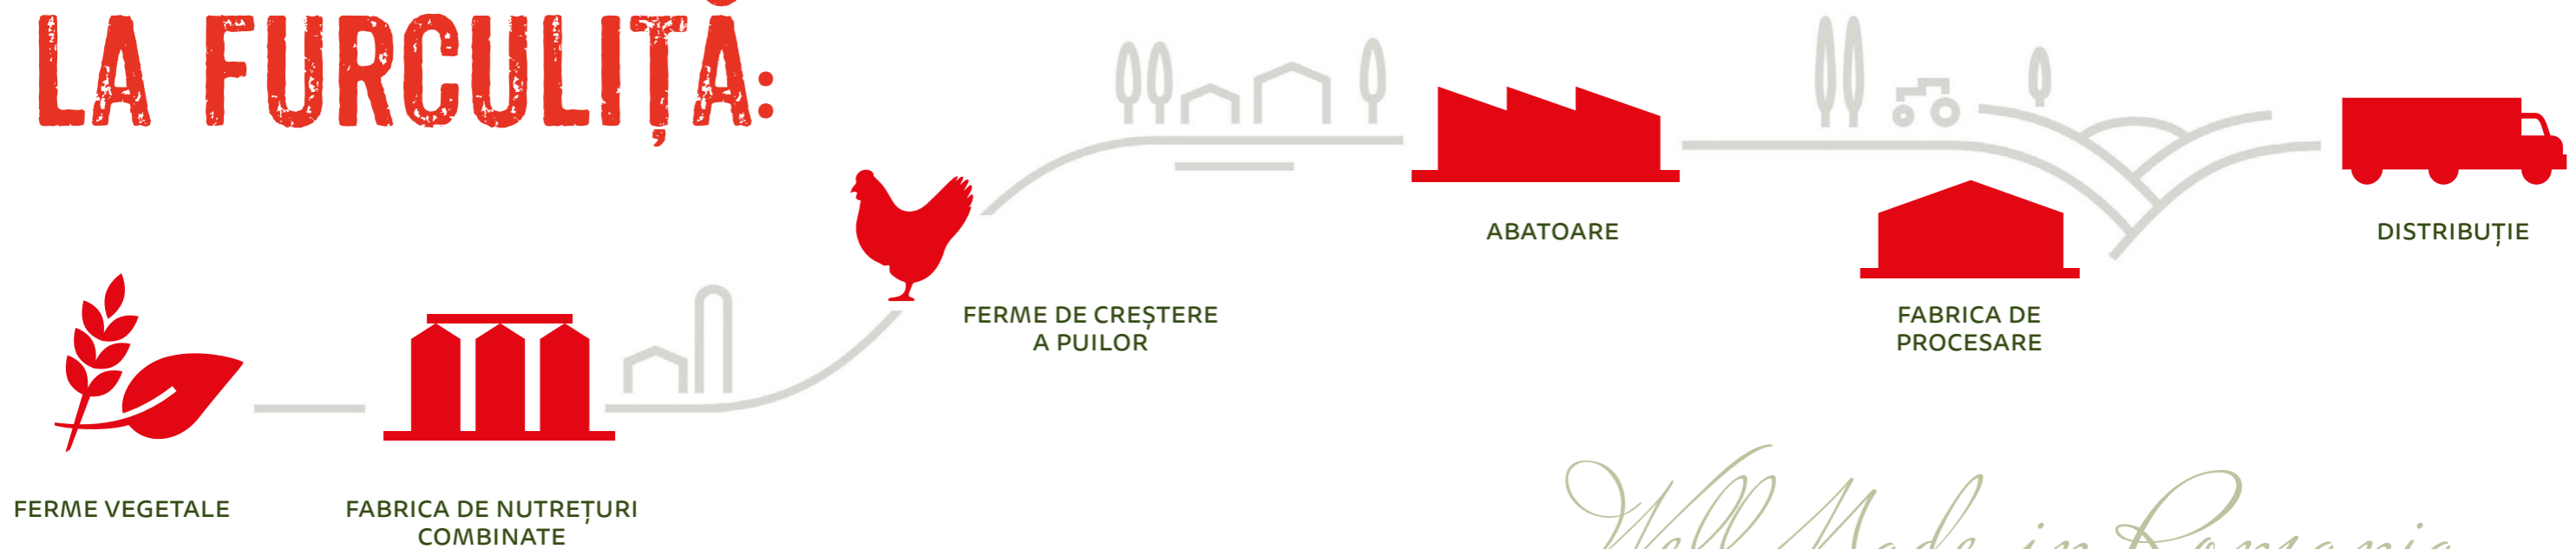 LA FURCULIȚĂ:
FERME VEGETALE
FABRICA DE NUTREȚURI
COMBINATE
FERME DE CREȘTERE
A PUILOR
ABATOARE
FABRICA DE
PROCESARE
DISTRIBUȚIE
Well Made in Romania